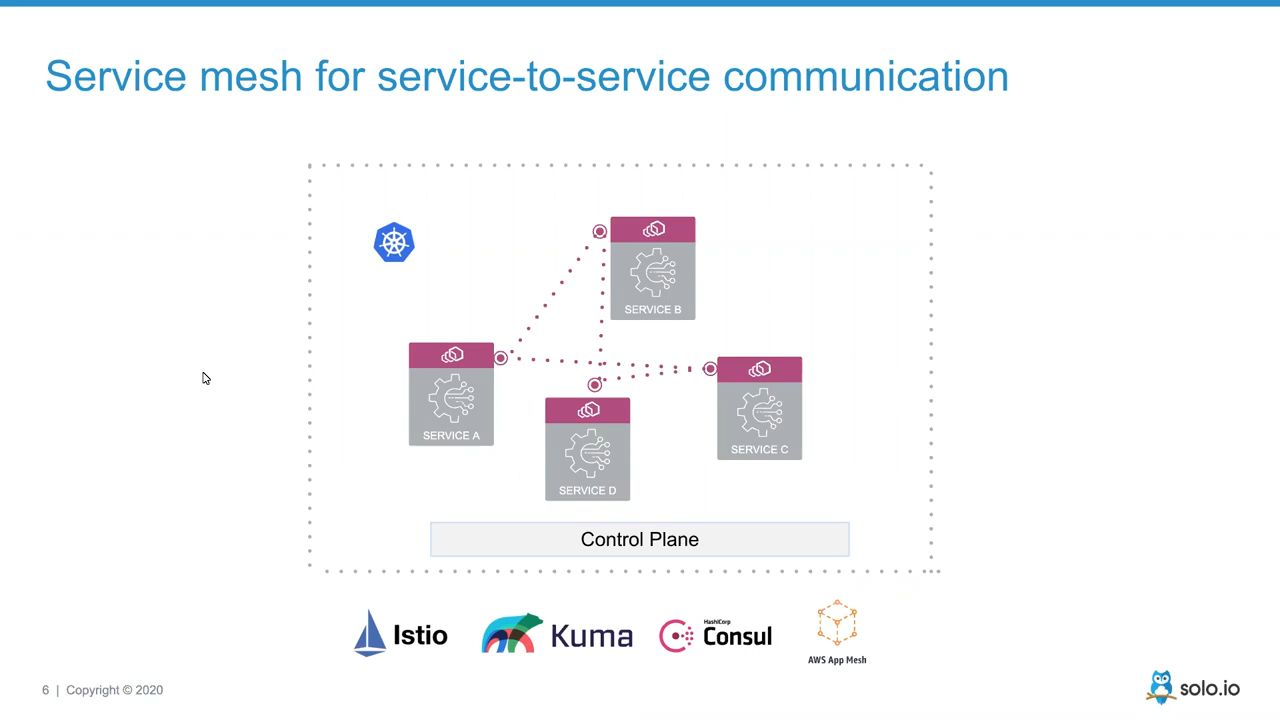 Service mesh for service-to-service communication
SERVICE B
SERVICE A
SERVICE C
SERVICE D
Control Plane
Istio
Kuma
HashiCorp
Consul
AWS App Mesh
6 | Copyright © 2020
solo.io